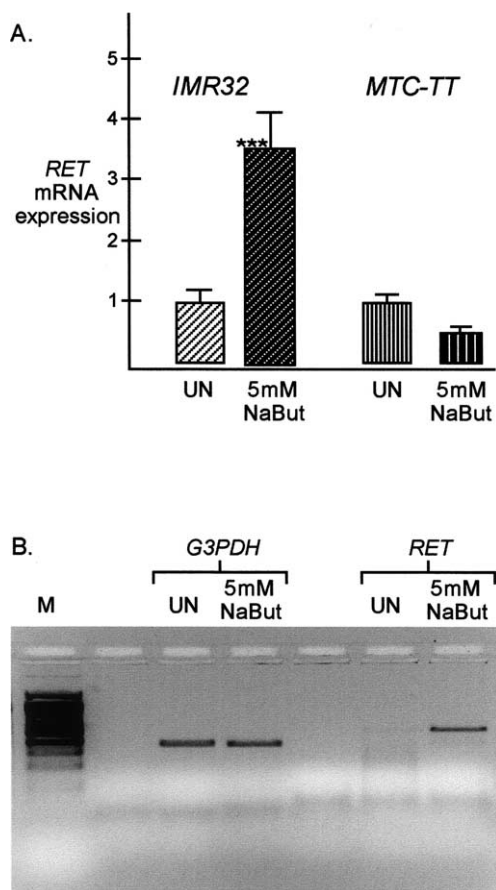 A.
5
4
3
2
1
RET
mRNA
expression
IMR32
MTC-TT
***
UN
5mM
NaBut
UN
5mM
NaBut
B.
G3PDH
RET
M
UN
5mM
NaBut
UN
5mM
NaBut